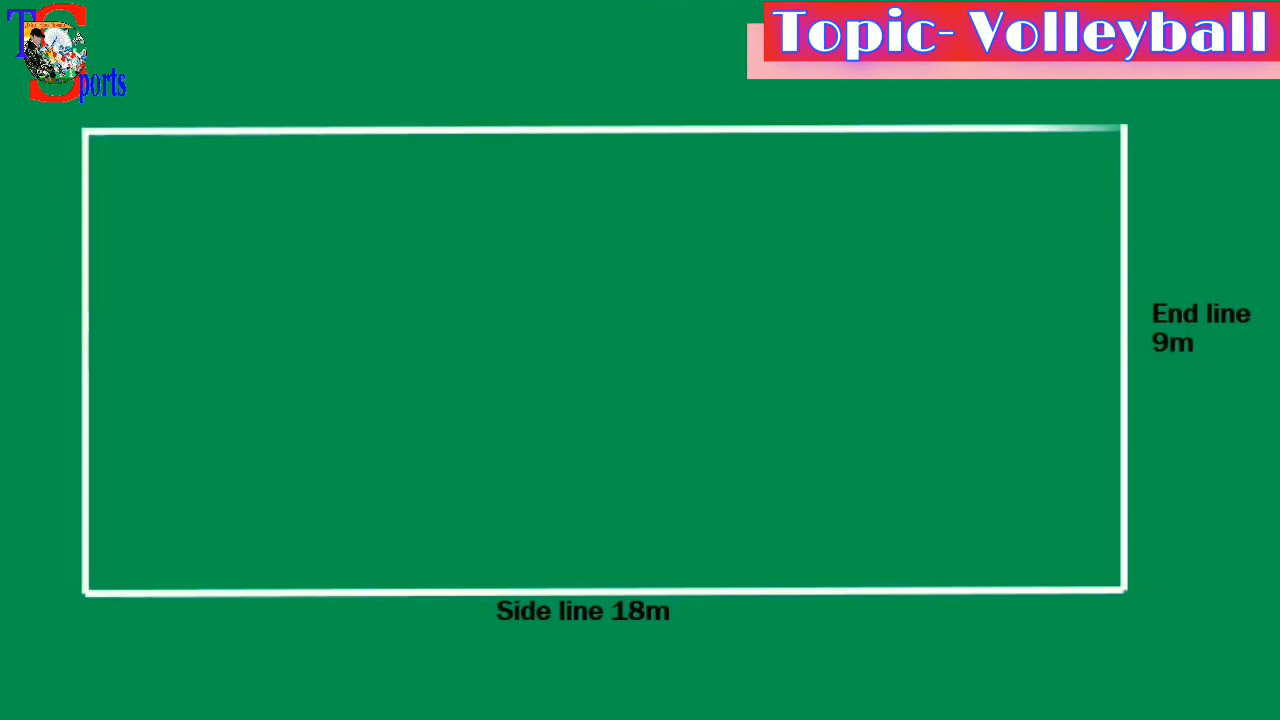 Topic- Volleyball
TS
ports
End line
9m
Side line 18m